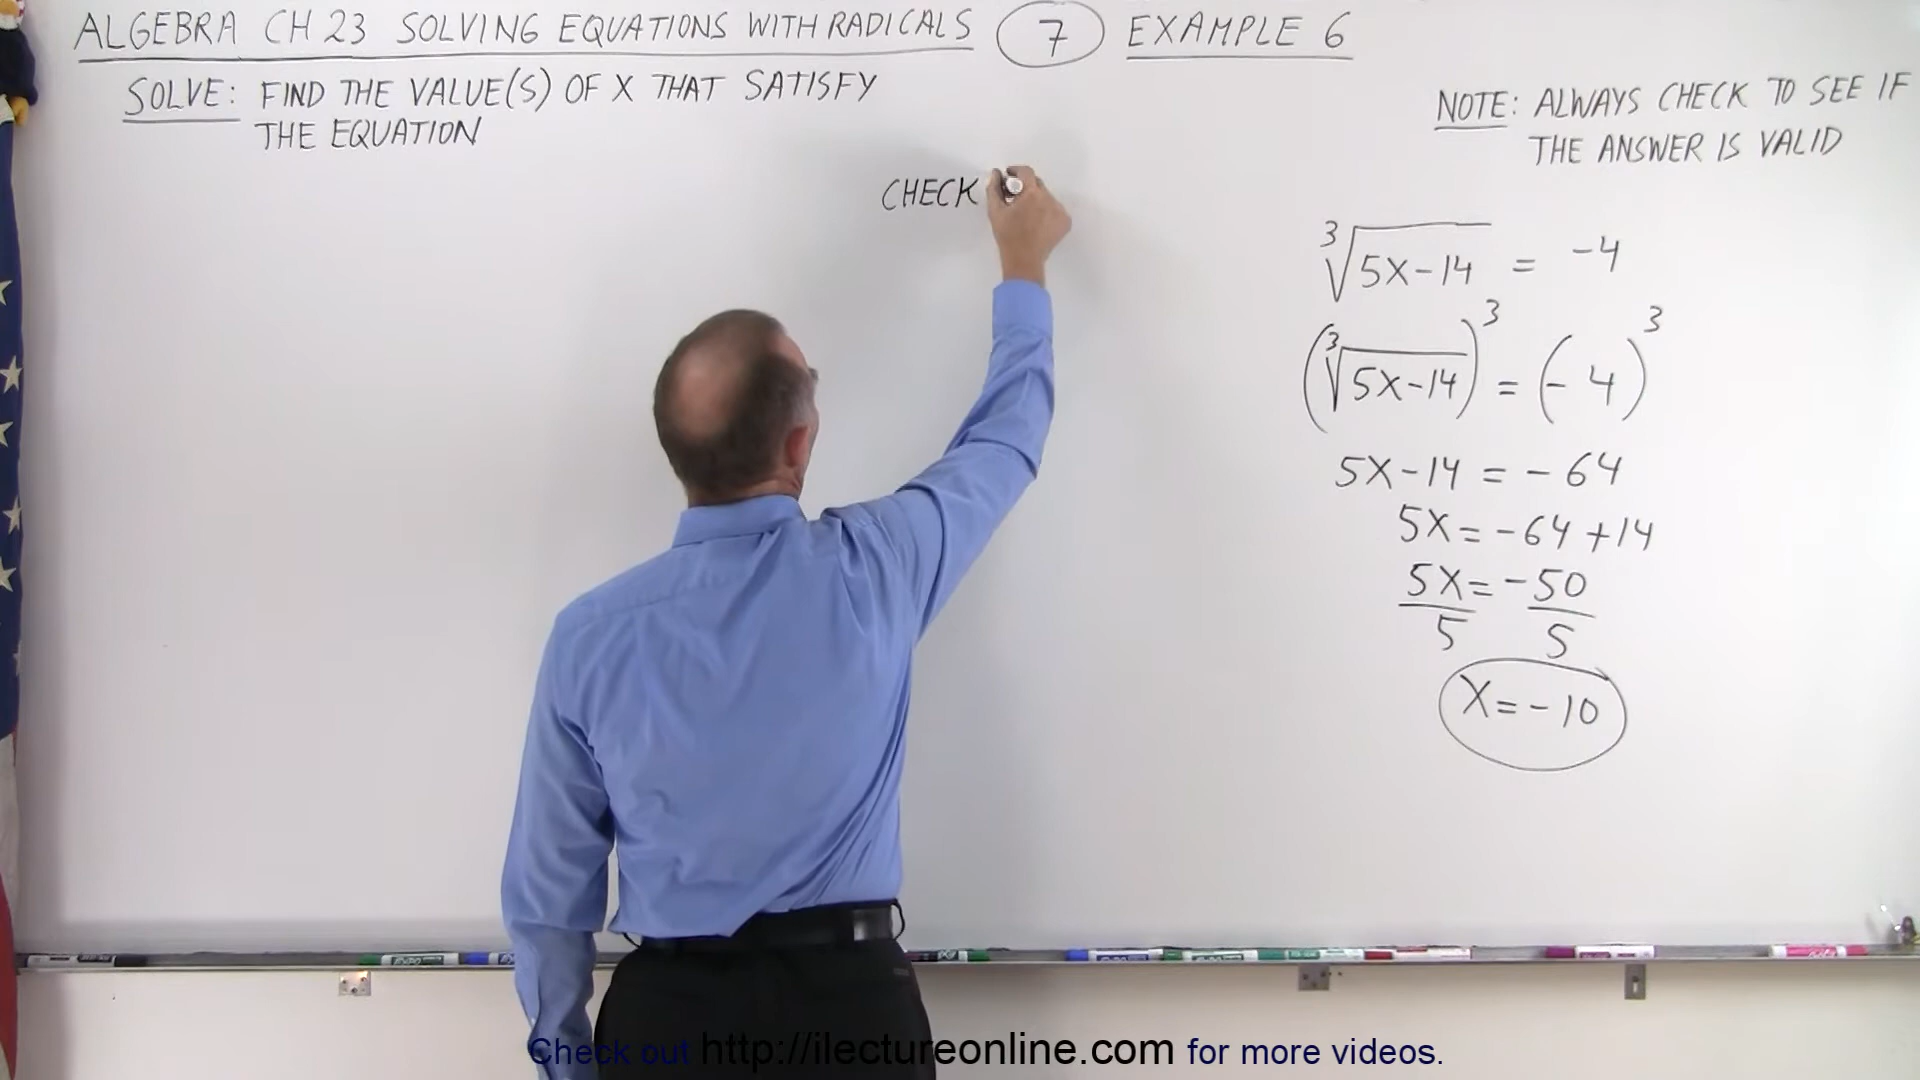 ALGEBRA CH 23 SOLVING EQUATIONS WITH RADICALS 7 EXAMPLE 6
SOLVE: FIND THE VALUE(S) OF X THAT SATISFY
THE EQUATION
NOTE: ALWAYS CHECK TO SEE IF
THE ANSWER IS VALID
CHECK
∛(5X-14) = -4
(∛(5X-14))³ = (-4)³
5X-14 = -64
5X = -64 +14
5X/5 = -50/5
X = -10
Check out http://ilectureonline.com for more videos.